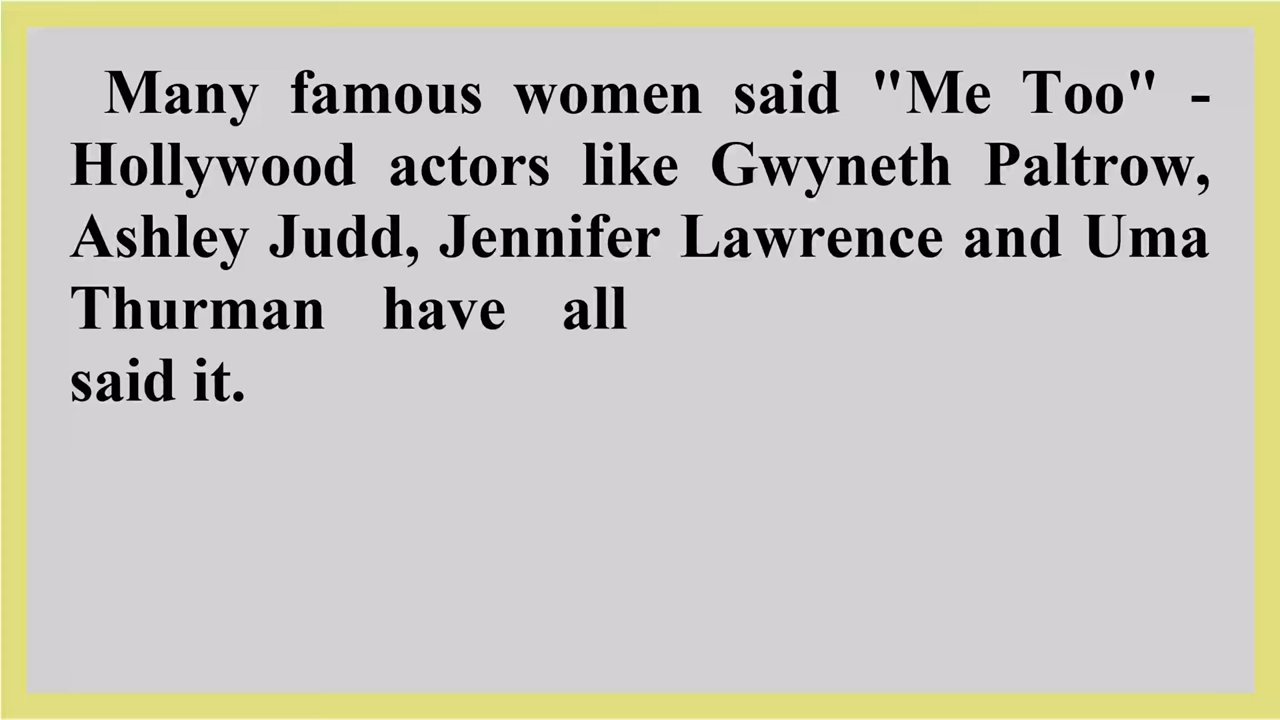 Many famous women said "Me Too" -
Hollywood actors like Gwyneth Paltrow,
Ashley Judd, Jennifer Lawrence and Uma
Thurman have all
said it.